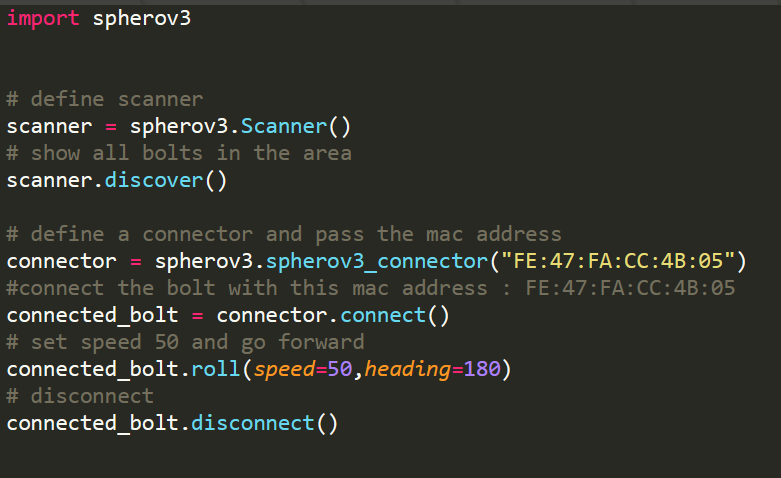 import spherov3
# define scanner
scanner = spherov3.Scanner()
# show all bolts in the area
scanner.discover()
# define a connector and pass the mac address
connector = spherov3.spherov3_connector("FE:47:FA:CC:4B:05")
#connect the bolt with this mac address : FE:47:FA:CC:4B:05
connected_bolt = connector.connect()
# set speed 50 and go forward
connected_bolt.roll(speed=50,heading=180)
# disconnect
connected_bolt.disconnect()